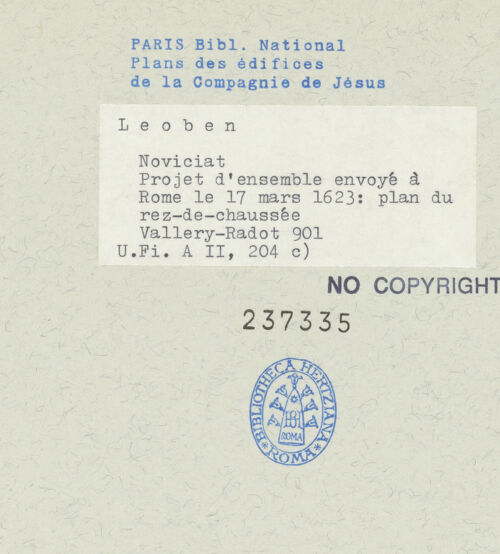 PARIS Bibl. National
Plans des édifices
de la Compagnie de Jésus
L e o b e n
Noviciat
Projet d'ensemble envoyé à
Rome le 17 mars 1623: plan du
rez-de-chaussée
Vallery-Radot 901
U.Fi. A II, 204 c)
NO COPYRIGHT
237335
BIBLIOTHECA HERTZIANA
ROMA
ROMA